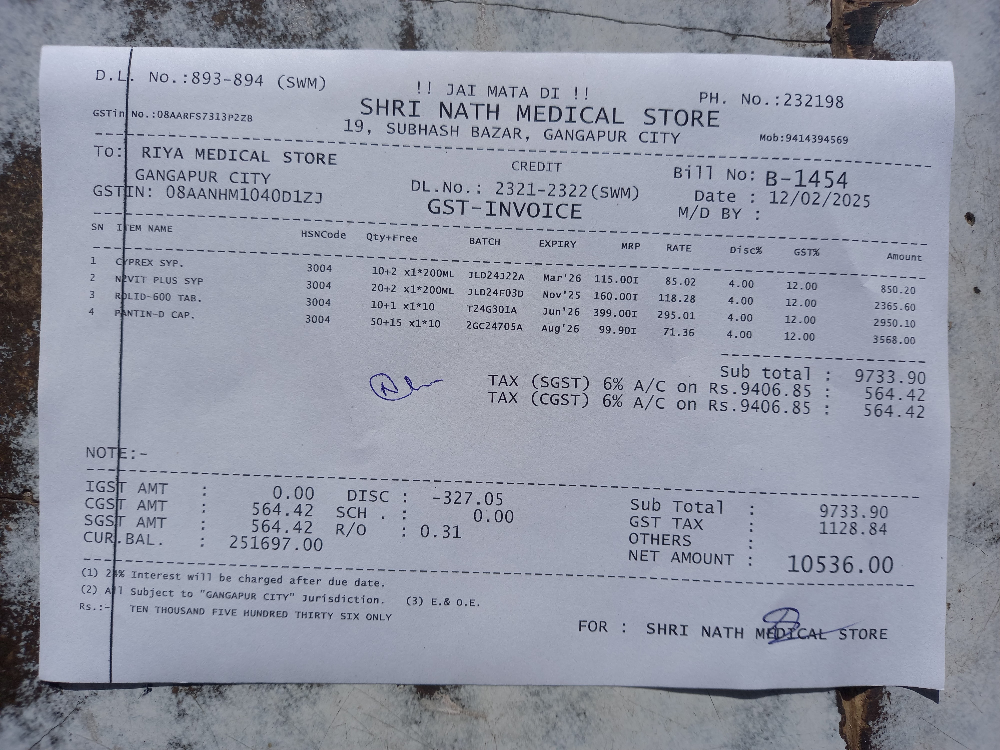 D.L. No.:893-894 (SWM)
!! JAI MATA DI !!
PH. No.:232198
GSTin No.:08AARFS7313P2ZB
SHRI NATH MEDICAL STORE
19, SUBHASH BAZAR, GANGAPUR CITY
Mob:9414394569
To: RIYA MEDICAL STORE
CREDIT
Bill No: B-1454
GANGAPUR CITY
DL.No.: 2321-2322(SWM)
Date : 12/02/2025
GSTIN: 08AANHM1040D1ZJ
GST-INVOICE
M/D BY :
SN ITEM NAME HSNCode Qty+Free BATCH EXPIRY MRP RATE Disc% GST% Amount
1 CYPREX SYP. 3004 10+2 x1*200ML JLD24J22A Mar'26 115.00I 85.02 4.00 12.00 850.20
2 N2VIT PLUS SYP 3004 20+2 x1*200ML JLD24F03D Nov'25 160.00I 118.28 4.00 12.00 2365.60
3 ROLID-600 TAB. 3004 10+1 x1*10 T24G301A Jun'26 399.00I 295.01 4.00 12.00 2950.10
4 PANTIN-D CAP. 3004 50+15 x1*10 2GC24705A Aug'26 99.90I 71.36 4.00 12.00 3568.00
Sub total : 9733.90
TAX (SGST) 6% A/C on Rs.9406.85 : 564.42
TAX (CGST) 6% A/C on Rs.9406.85 : 564.42
NOTE:-
IGST AMT : 0.00 DISC : -327.05 Sub Total : 9733.90
CGST AMT : 564.42 SCH . : 0.00 GST TAX : 1128.84
SGST AMT : 564.42 R/O : 0.31 OTHERS :
CUR.BAL. : 251697.00 NET AMOUNT : 10536.00
(1) 24% Interest will be charged after due date.
(2) All Subject to "GANGAPUR CITY" Jurisdiction. (3) E.& O.E.
Rs.:- TEN THOUSAND FIVE HUNDRED THIRTY SIX ONLY
FOR : SHRI NATH MEDICAL STORE